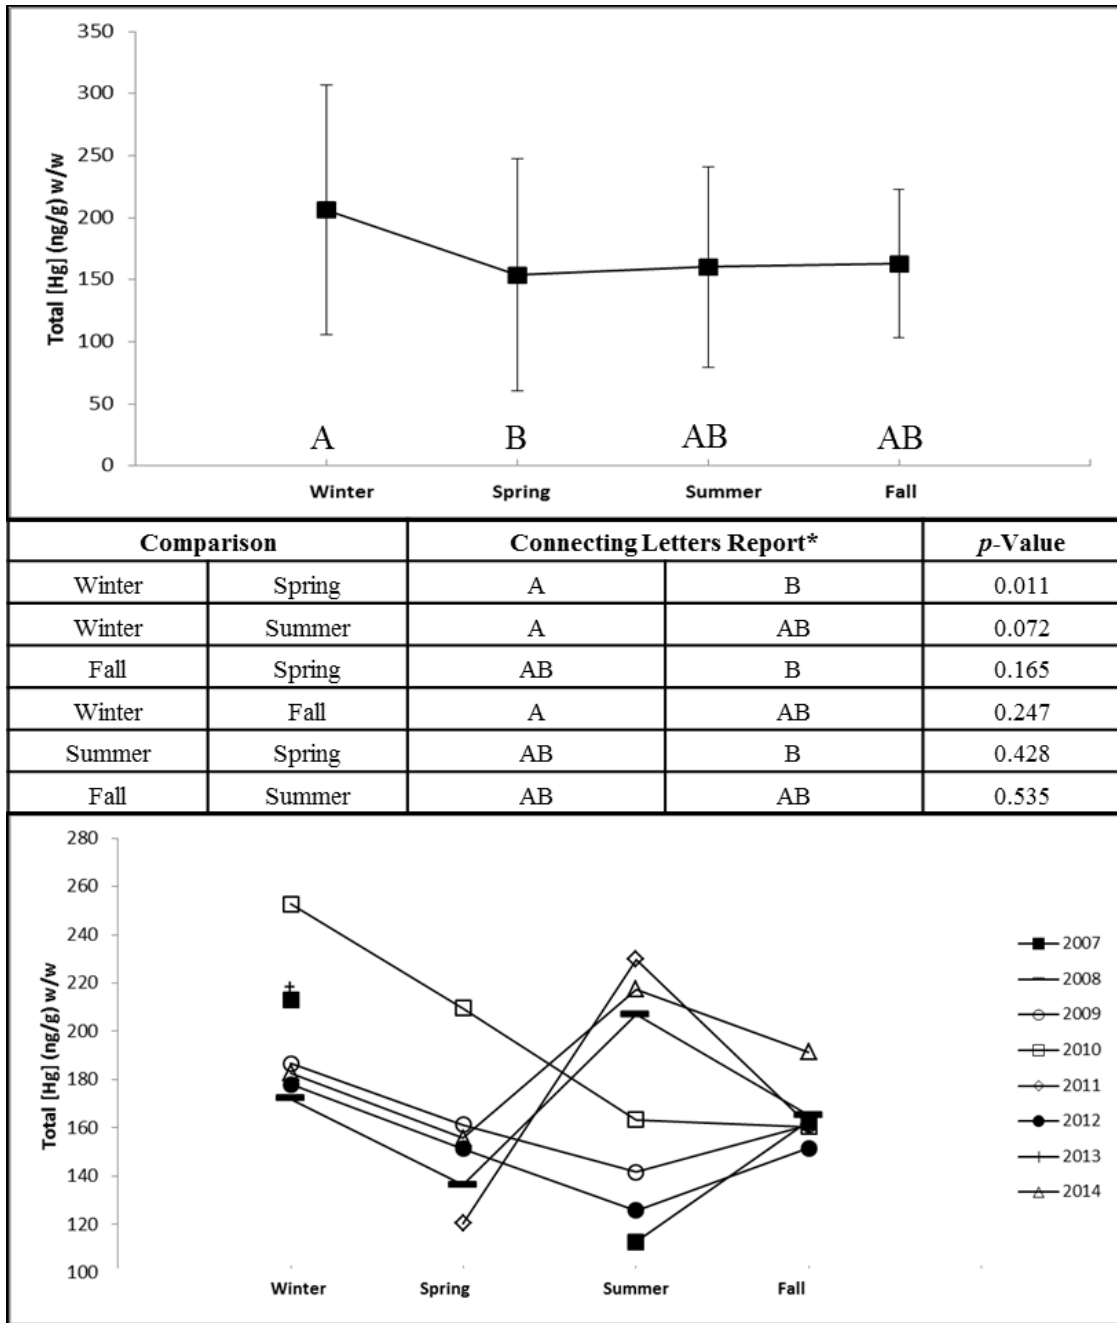 350
300
250
200
150
100
50
0
Total [Hg] (ng/g) w/w
A B AB AB
Winter Spring Summer Fall
Comparison Connecting Letters Report* p-Value
Winter Spring A B 0.011
Winter Summer A AB 0.072
Fall Spring AB B 0.165
Winter Fall A AB 0.247
Summer Spring AB B 0.428
Fall Summer AB AB 0.535
280
260
240
220
200
180
160
140
120
100
Total [Hg] (ng/g) w/w
Winter Spring Summer Fall
2007
2008
2009
2010
2011
2012
2013
2014